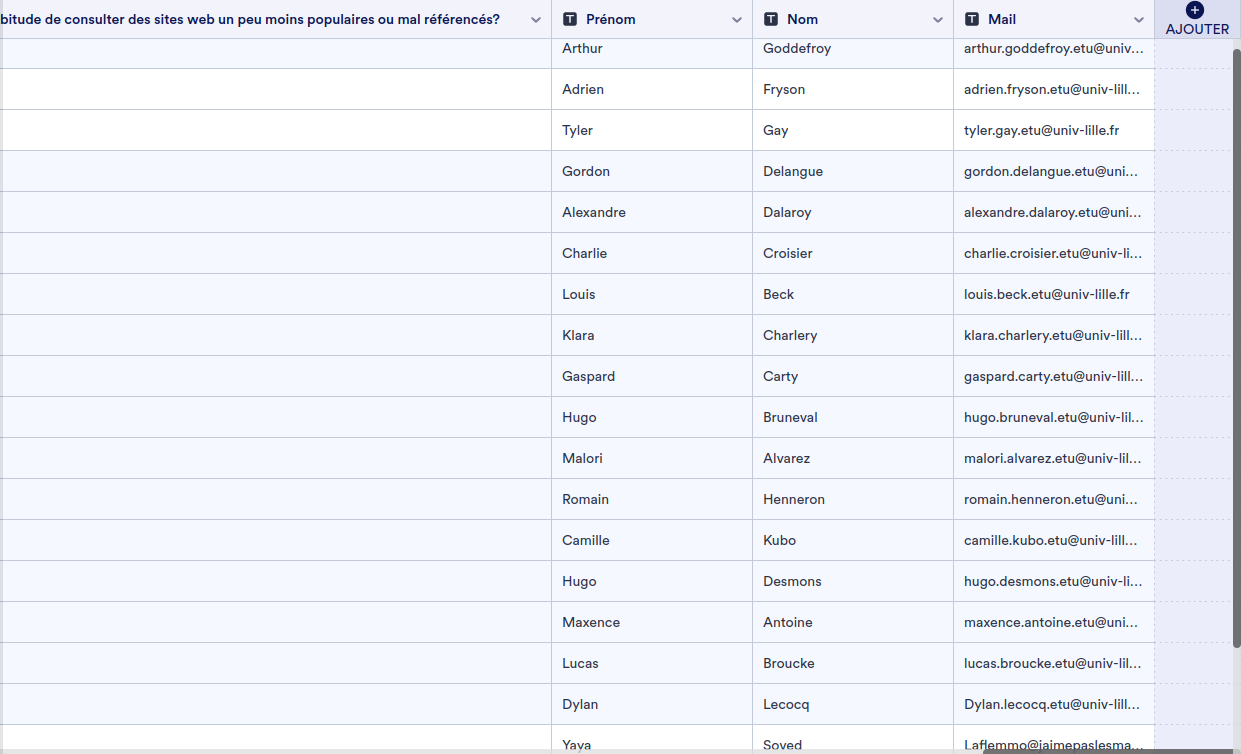 bitude de consulter des sites web un peu moins populaires ou mal référencés? T Prénom T Nom T Mail + AJOUTER
Arthur Goddefroy arthur.goddefroy.etu@univ...
Adrien Fryson adrien.fryson.etu@univ-lill...
Tyler Gay tyler.gay.etu@univ-lille.fr
Gordon Delangue gordon.delangue.etu@uni...
Alexandre Dalaroy alexandre.dalaroy.etu@uni...
Charlie Croisier charlie.croisier.etu@univ-li...
Louis Beck louis.beck.etu@univ-lille.fr
Klara Charlery klara.charlery.etu@univ-lill...
Gaspard Carty gaspard.carty.etu@univ-lill...
Hugo Bruneval hugo.bruneval.etu@univ-lil...
Malori Alvarez malori.alvarez.etu@univ-lil...
Romain Henneron romain.henneron.etu@uni...
Camille Kubo camille.kubo.etu@univ-lill...
Hugo Desmons hugo.desmons.etu@univ-li...
Maxence Antoine maxence.antoine.etu@uni...
Lucas Broucke lucas.broucke.etu@univ-lil...
Dylan Lecocq Dylan.lecocq.etu@univ-lill...
Yaya Soyed Laflemmo@jaimepaslesma...